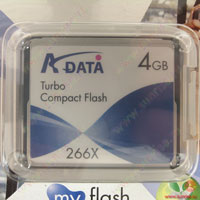 A DATA 4GB
Turbo
Compact Flash
266X
my flash